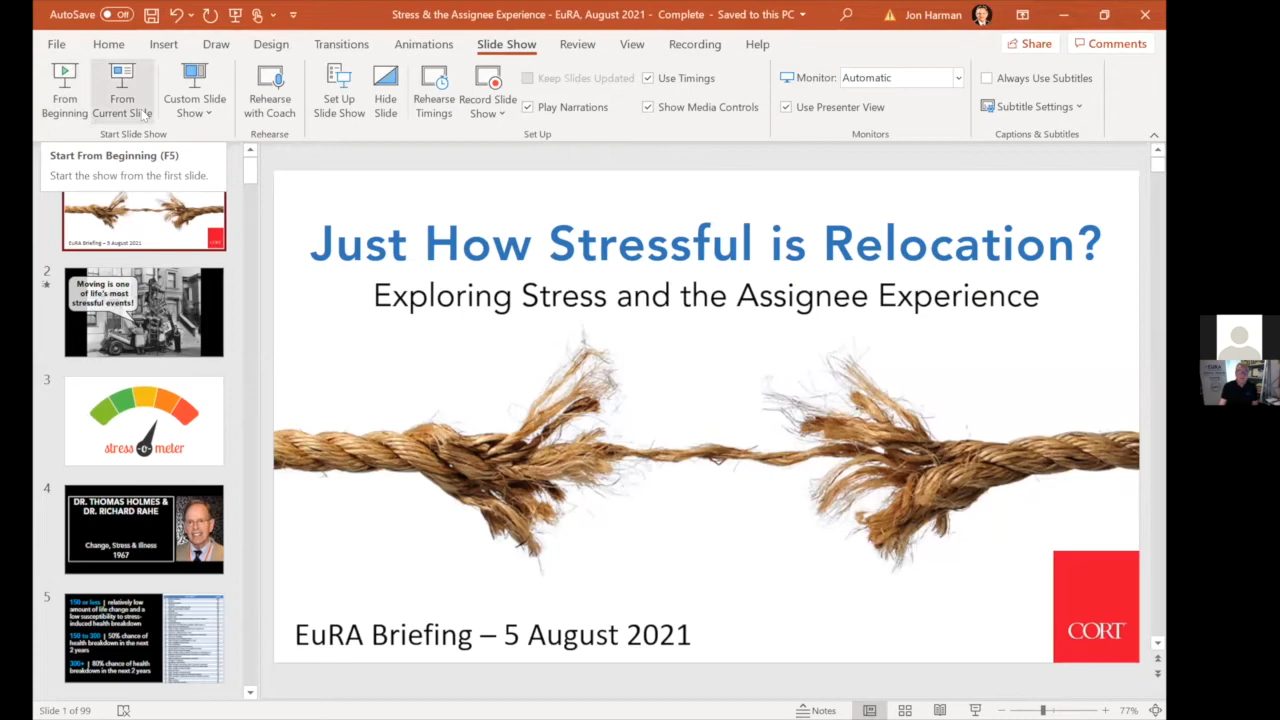 AutoSave Off
Stress & the Assignee Experience - EuRA, August 2021 - Complete - Saved to this PC
Jon Harman
File Home Insert Draw Design Transitions Animations Slide Show Review View Recording Help
Share Comments
From Beginning
From Current Slide
Custom Slide Show
Rehearse with Coach
Set Up Slide Show
Hide Slide
Rehearse Timings
Record Slide Show
Keep Slides Updated
Use Timings
Play Narrations
Show Media Controls
Monitor: Automatic
Use Presenter View
Always Use Subtitles
Subtitle Settings
Start Slide Show
Rehearse
Set Up
Monitors
Captions & Subtitles
Start From Beginning (F5)
Start the show from the first slide.
EuRA Briefing – 5 August 2021
CORT
2
Moving is one
of life's most
stressful events!
3
stress-o-meter
4
DR. THOMAS HOLMES &
DR. RICHARD RAHE
Change, Stress & Illness
1967
5
150 or less | relatively low
amount of life change and a
low susceptibility to stress-
induced health breakdown
150 to 300 | 50% chance of
health breakdown in the next
2 years
300+ | 80% chance of health
breakdown in the next 2 years
Just How Stressful is Relocation?
Exploring Stress and the Assignee Experience
EuRA Briefing – 5 August 2021
CORT
Slide 1 of 99
Notes
77%